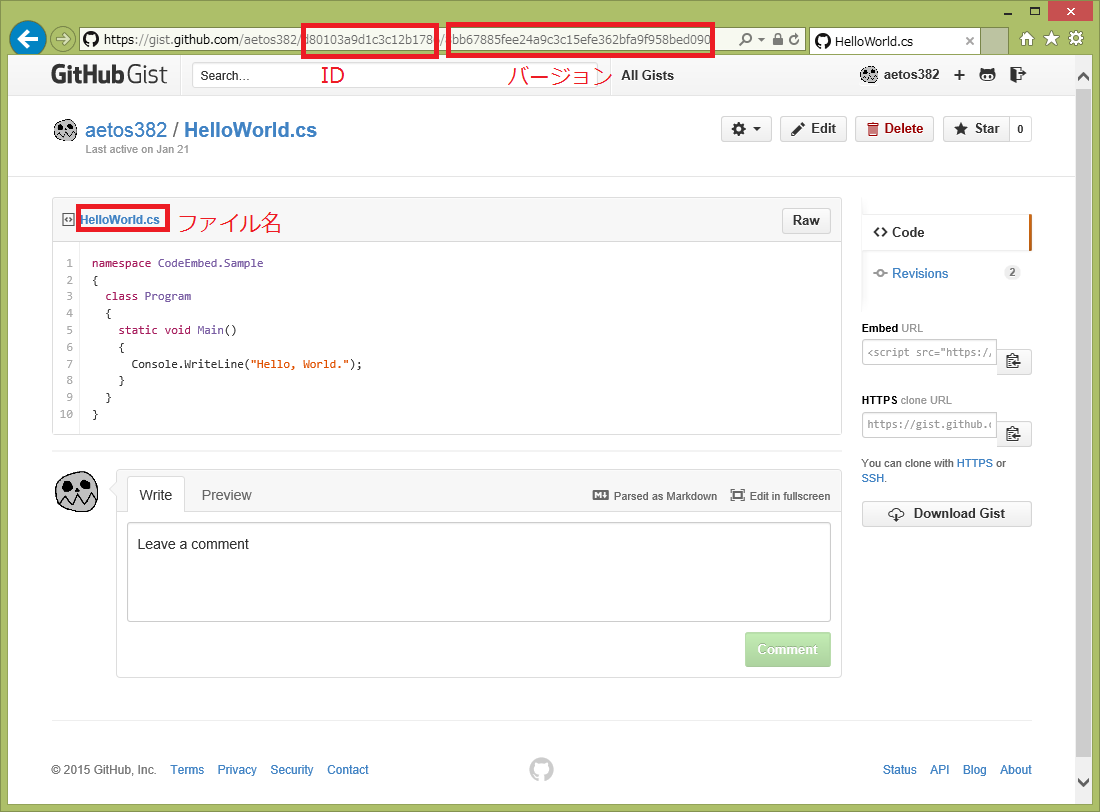 https://gist.github.com/aetos382/d80103a9d1c3c12b178/bb67885fee24a9c3c15efe362bfa9f958bed090
HelloWorld.cs
GitHub Gist
Search...
ID
バージョン
All Gists
aetos382
aetos382 / HelloWorld.cs
Last active on Jan 21
Edit
Delete
Star
0
HelloWorld.cs
ファイル名
Raw
1 namespace CodeEmbed.Sample
2 {
3 class Program
4 {
5 static void Main()
6 {
7 Console.WriteLine("Hello, World.");
8 }
9 }
10 }
Code
Revisions
2
Embed URL
<script src="https:/
HTTPS clone URL
https://gist.github.
You can clone with HTTPS or
SSH.
Download Gist
Write
Preview
Parsed as Markdown
Edit in fullscreen
Leave a comment
Comment
© 2015 GitHub, Inc.
Terms
Privacy
Security
Contact
Status
API
Blog
About